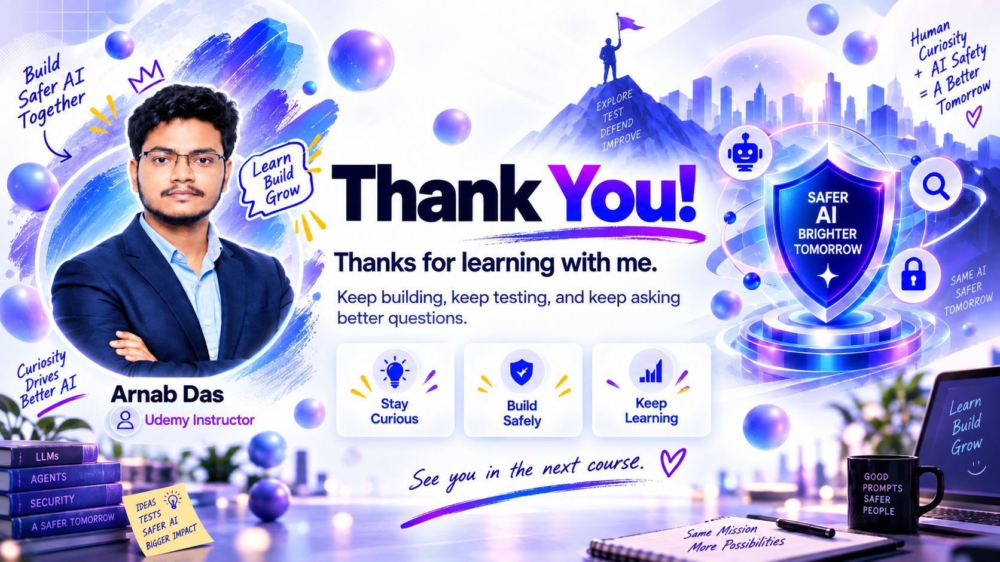 Build
Safer AI
Together
Learn
Build
Grow
Curiosity
Drives
Better AI
Arnab Das
Udemy Instructor
LLMs
AGENTS
SECURITY
A SAFER TOMORROW
IDEAS
TESTS
SAFER AI
BIGGER IMPACT
EXPLORE
TEST
DEFEND
IMPROVE
Thank You!
Thanks for learning with me.
Keep building, keep testing, and keep asking
better questions.
Stay
Curious
Build
Safely
Keep
Learning
See you in the next course.
Human
Curiosity
+ AI Safety
= A Better
Tomorrow
SAFER
AI
BRIGHTER
TOMORROW
SAME AI
SAFER
TOMORROW
Learn
Build
Grow
GOOD
PROMPTS
SAFER
PEOPLE
Same Mission
More Possibilities